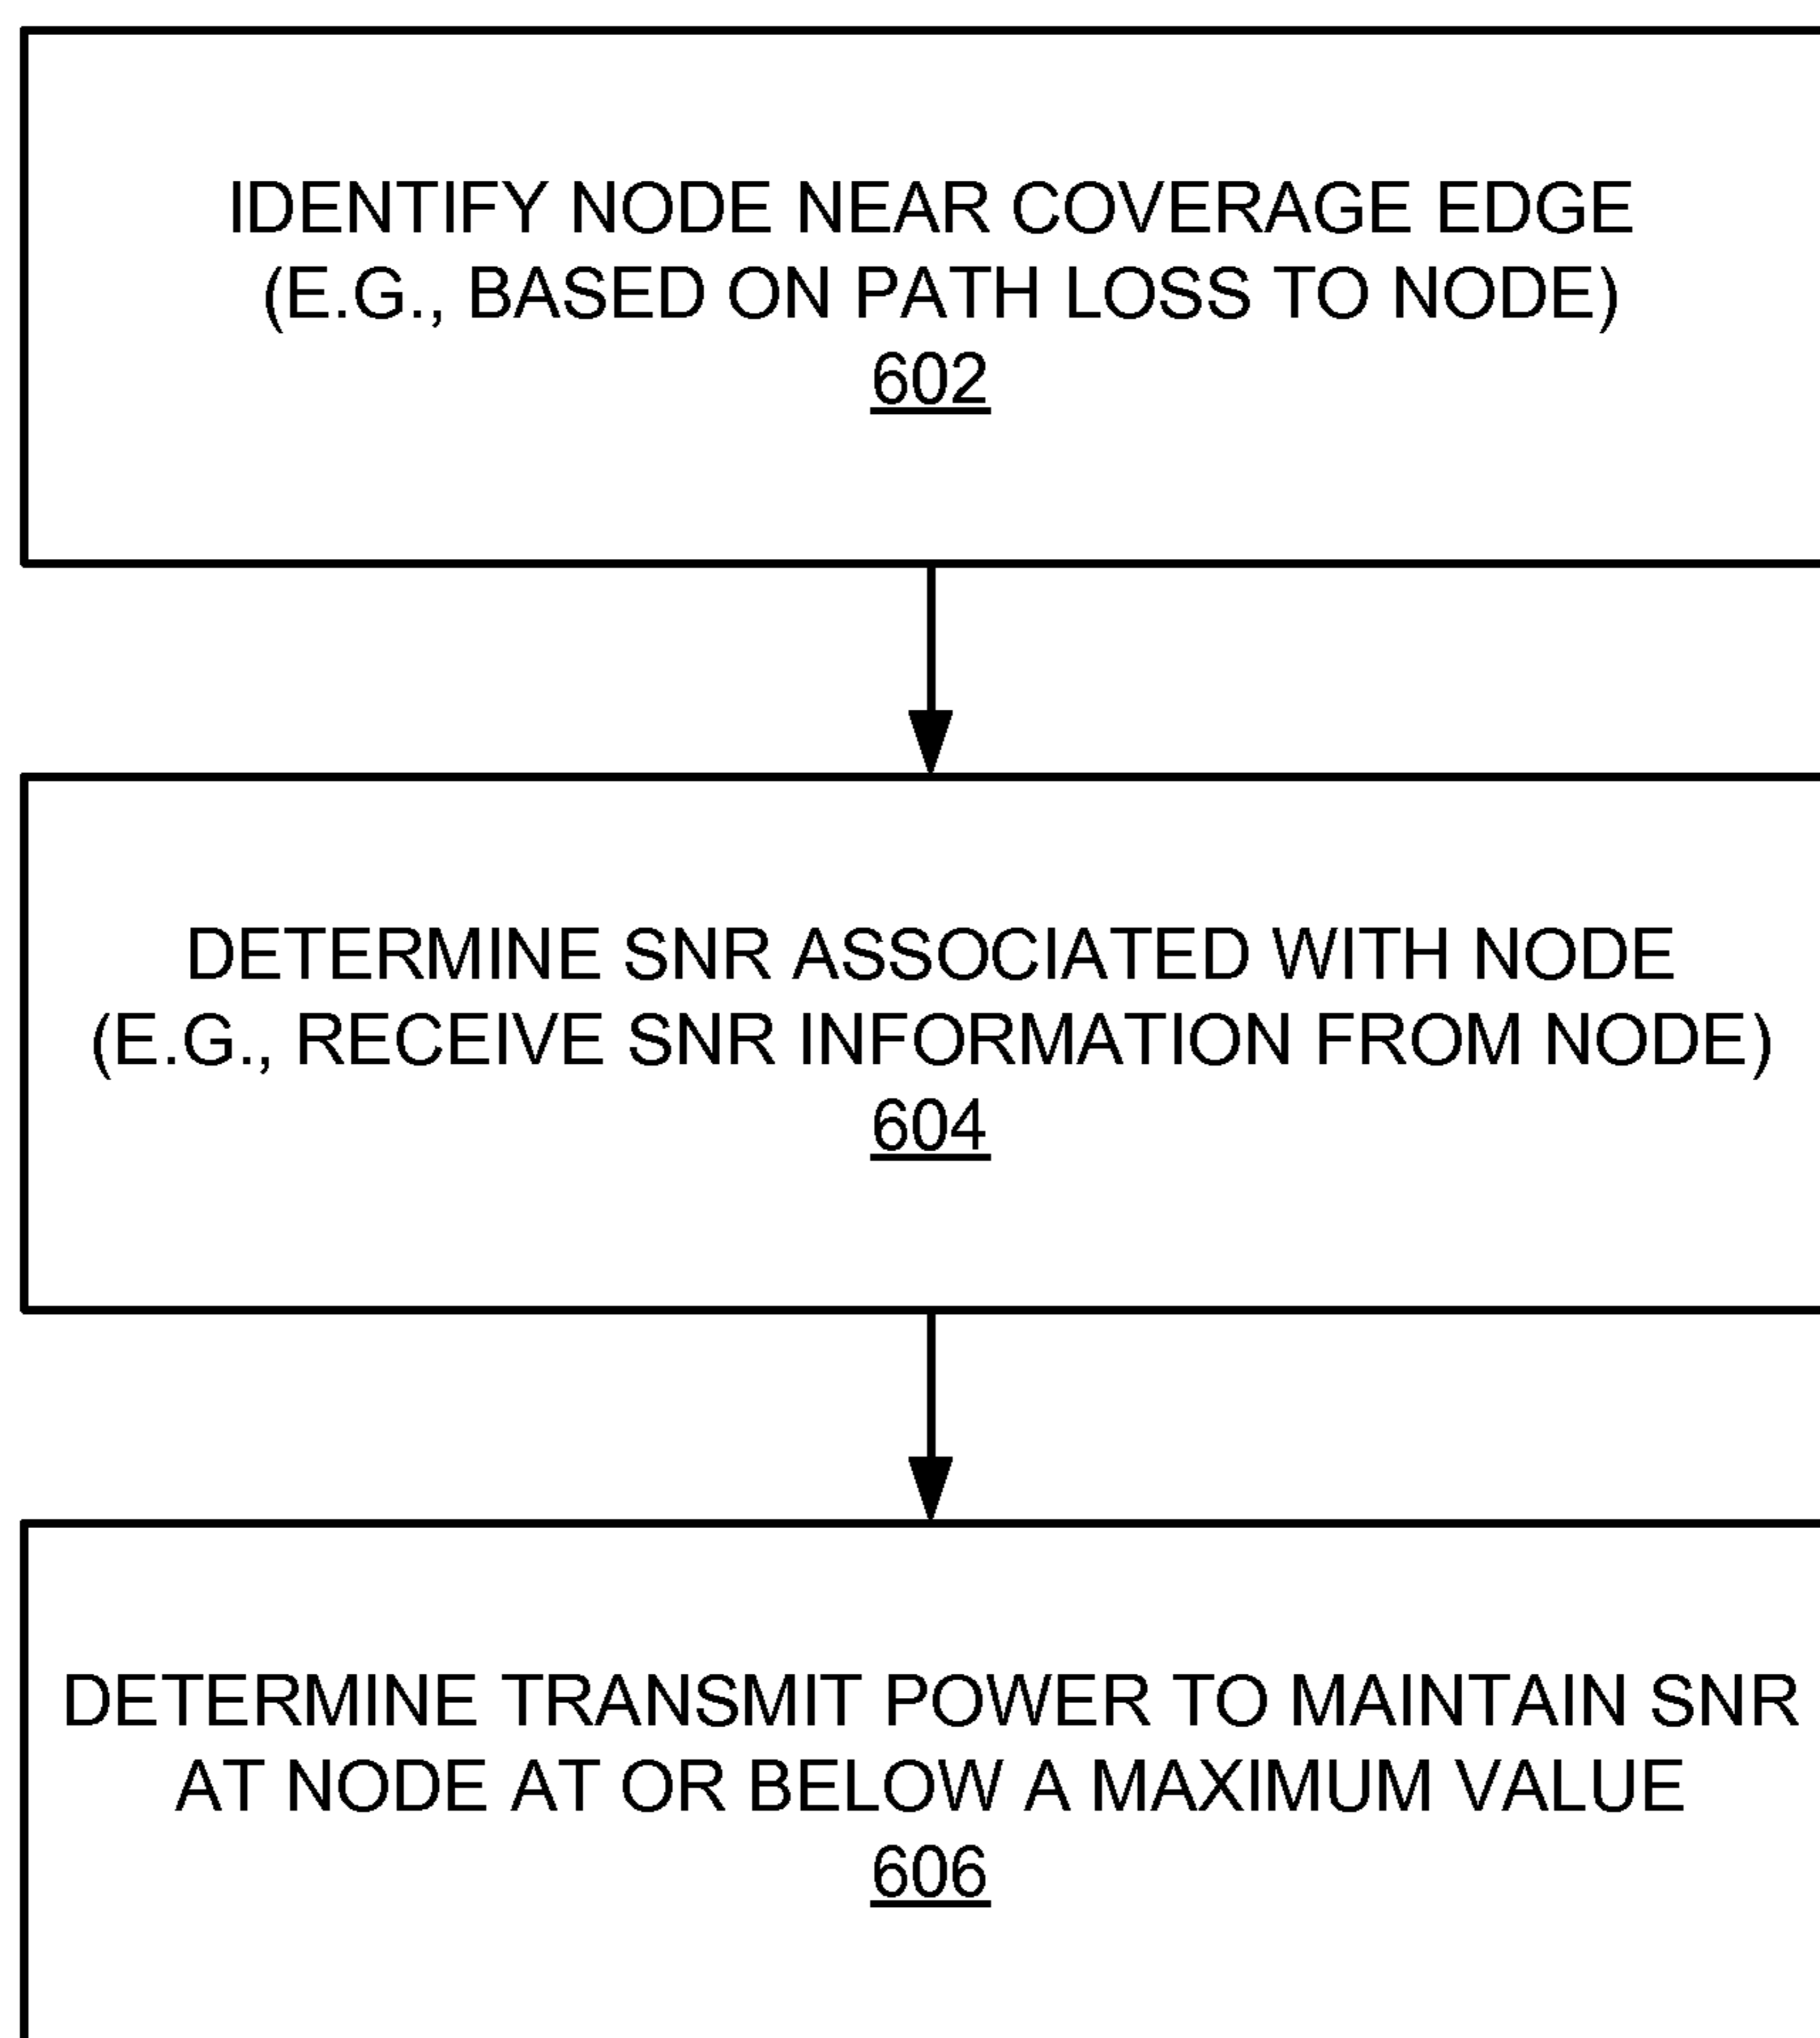 IDENTIFY NODE NEAR COVERAGE EDGE
(E.G., BASED ON PATH LOSS TO NODE)
602
DETERMINE SNR ASSOCIATED WITH NODE
(E.G., RECEIVE SNR INFORMATION FROM NODE)
604
DETERMINE TRANSMIT POWER TO MAINTAIN SNR
AT NODE AT OR BELOW A MAXIMUM VALUE
606